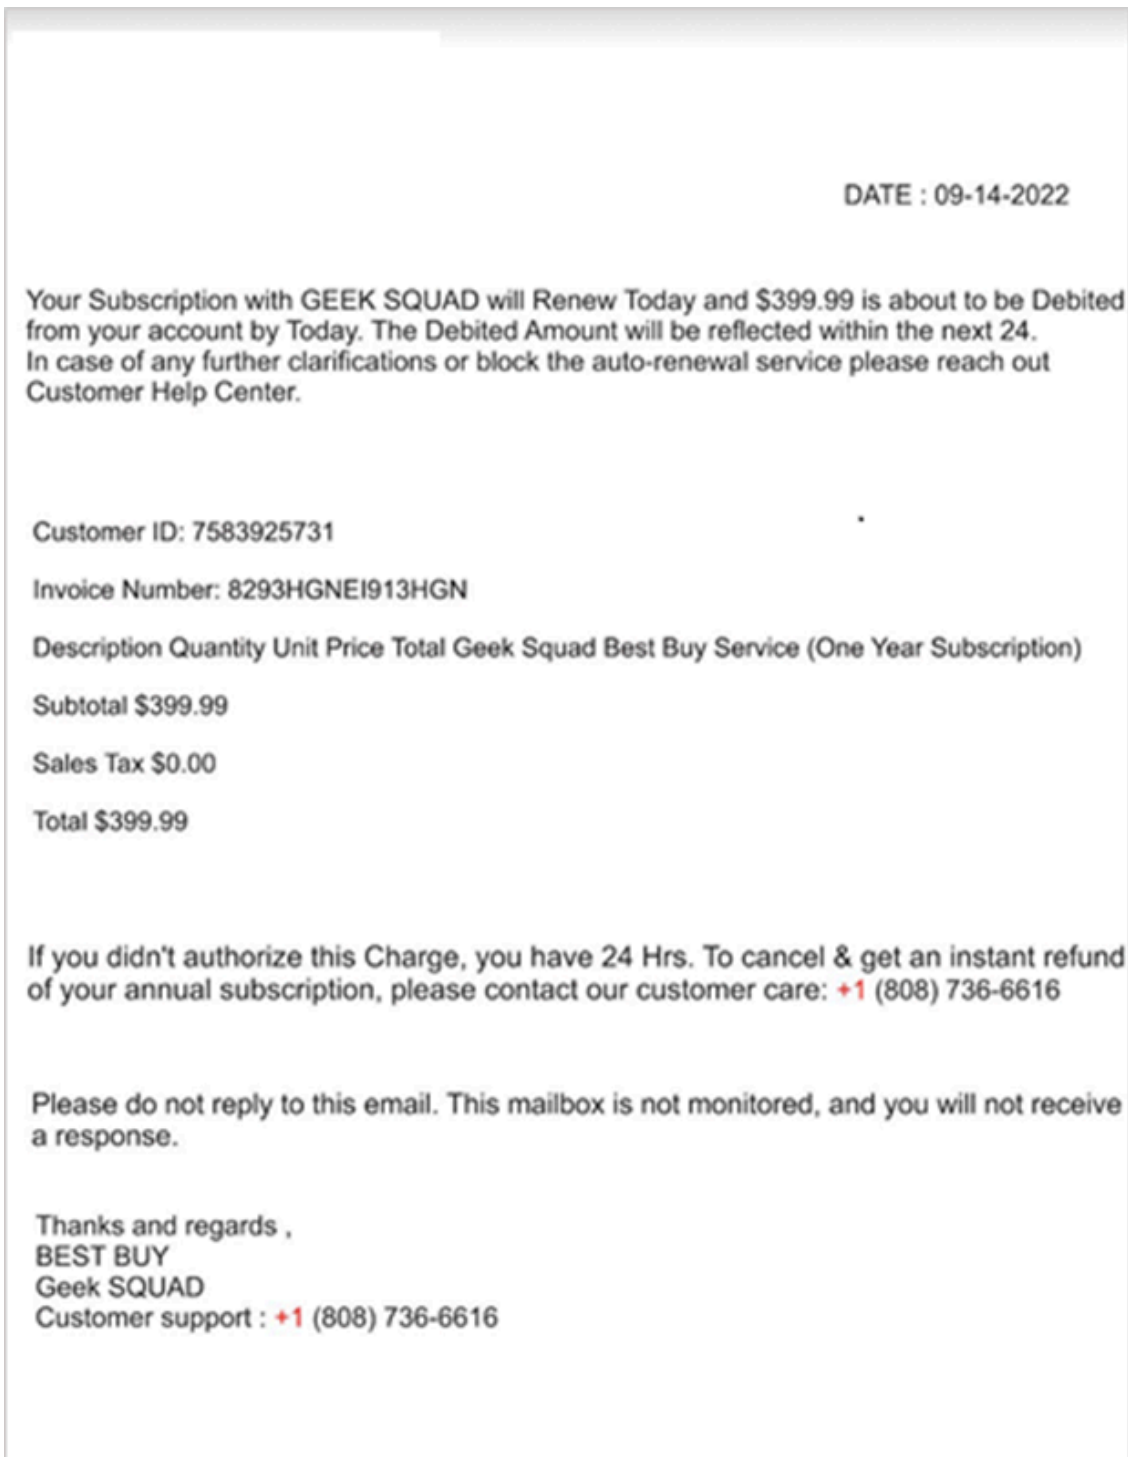 DATE : 09-14-2022
Your Subscription with GEEK SQUAD will Renew Today and $399.99 is about to be Debited
from your account by Today. The Debited Amount will be reflected within the next 24.
In case of any further clarifications or block the auto-renewal service please reach out
Customer Help Center.
Customer ID: 7583925731
Invoice Number: 8293HGNEI913HGN
Description Quantity Unit Price Total Geek Squad Best Buy Service (One Year Subscription)
Subtotal $399.99
Sales Tax $0.00
Total $399.99
If you didn't authorize this Charge, you have 24 Hrs. To cancel & get an instant refund
of your annual subscription, please contact our customer care: +1 (808) 736-6616
Please do not reply to this email. This mailbox is not monitored, and you will not receive
a response.
Thanks and regards ,
BEST BUY
Geek SQUAD
Customer support : +1 (808) 736-6616